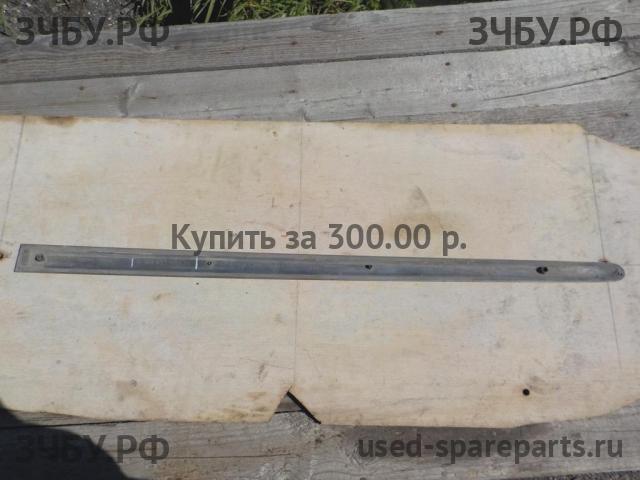 ЗЧБУ.РФ ЗЧБУ.РФ
Купить за 300.00 р.
ЗЧБУ.РФ used-spareparts.ru